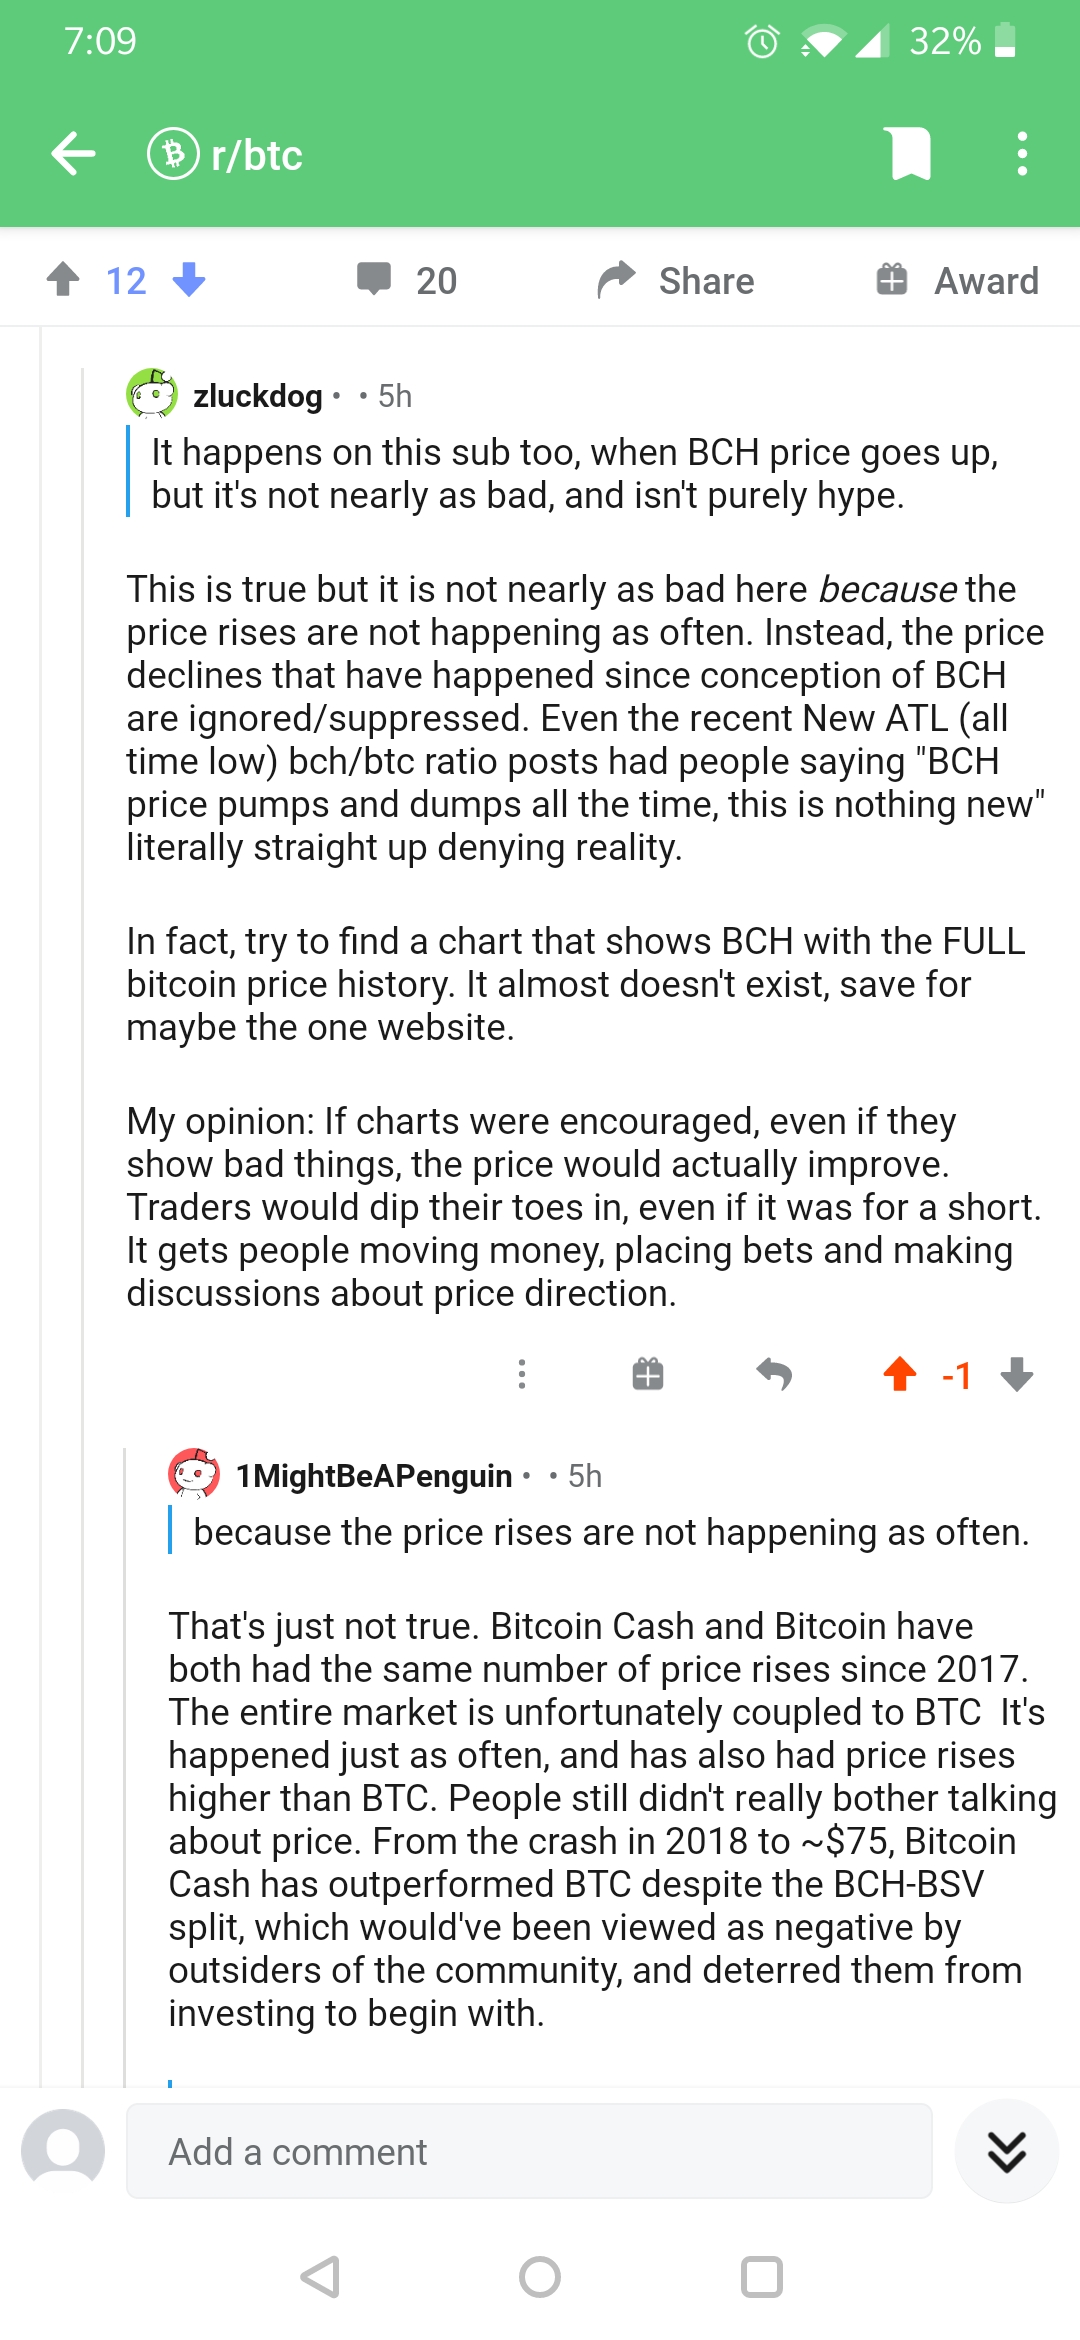 7:09
32%
r/btc
12
20
Share
Award
zluckdog • • 5h
It happens on this sub too, when BCH price goes up,
but it's not nearly as bad, and isn't purely hype.
This is true but it is not nearly as bad here because the
price rises are not happening as often. Instead, the price
declines that have happened since conception of BCH
are ignored/suppressed. Even the recent New ATL (all
time low) bch/btc ratio posts had people saying "BCH
price pumps and dumps all the time, this is nothing new"
literally straight up denying reality.
In fact, try to find a chart that shows BCH with the FULL
bitcoin price history. It almost doesn't exist, save for
maybe the one website.
My opinion: If charts were encouraged, even if they
show bad things, the price would actually improve.
Traders would dip their toes in, even if it was for a short.
It gets people moving money, placing bets and making
discussions about price direction.
-1
1MightBeAPenguin • • 5h
because the price rises are not happening as often.
That's just not true. Bitcoin Cash and Bitcoin have
both had the same number of price rises since 2017.
The entire market is unfortunately coupled to BTC  It's
happened just as often, and has also had price rises
higher than BTC. People still didn't really bother talking
about price. From the crash in 2018 to ~$75, Bitcoin
Cash has outperformed BTC despite the BCH-BSV
split, which would've been viewed as negative by
outsiders of the community, and deterred them from
investing to begin with.
Add a comment